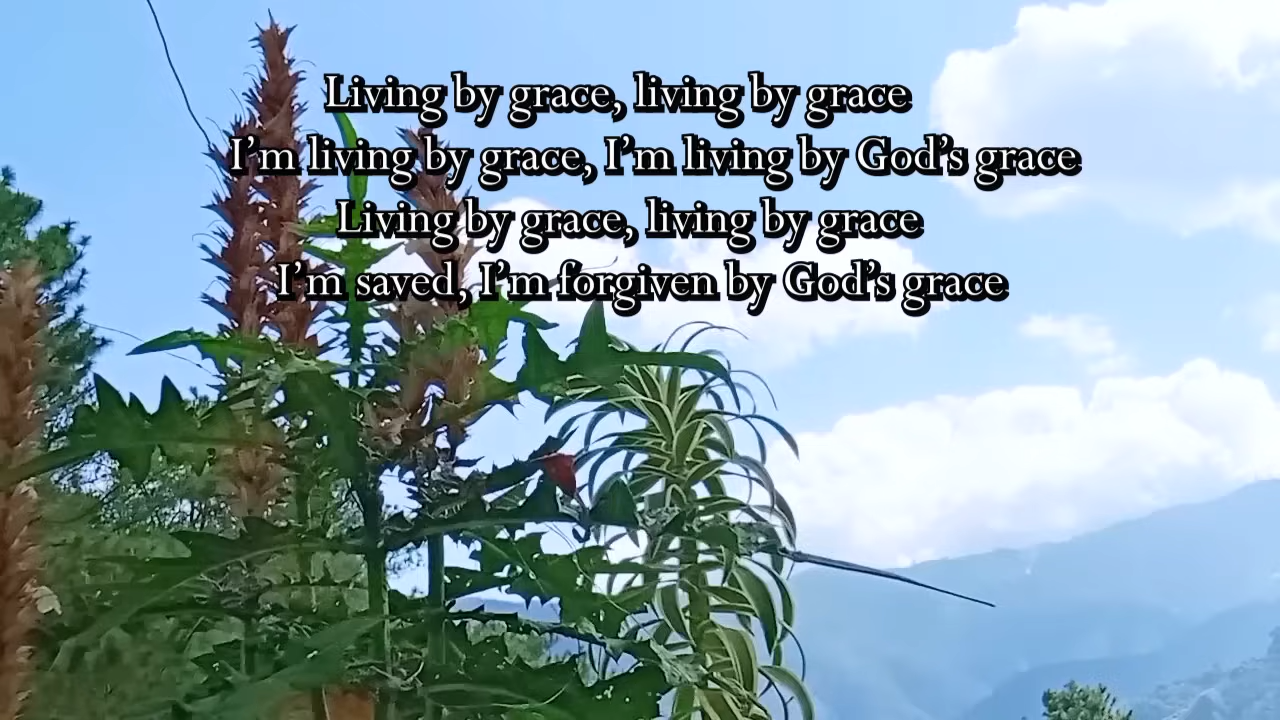 Living by grace, living by grace
I'm living by grace, I'm living by God's grace
Living by grace, living by grace
I'm saved, I'm forgiven by God's grace